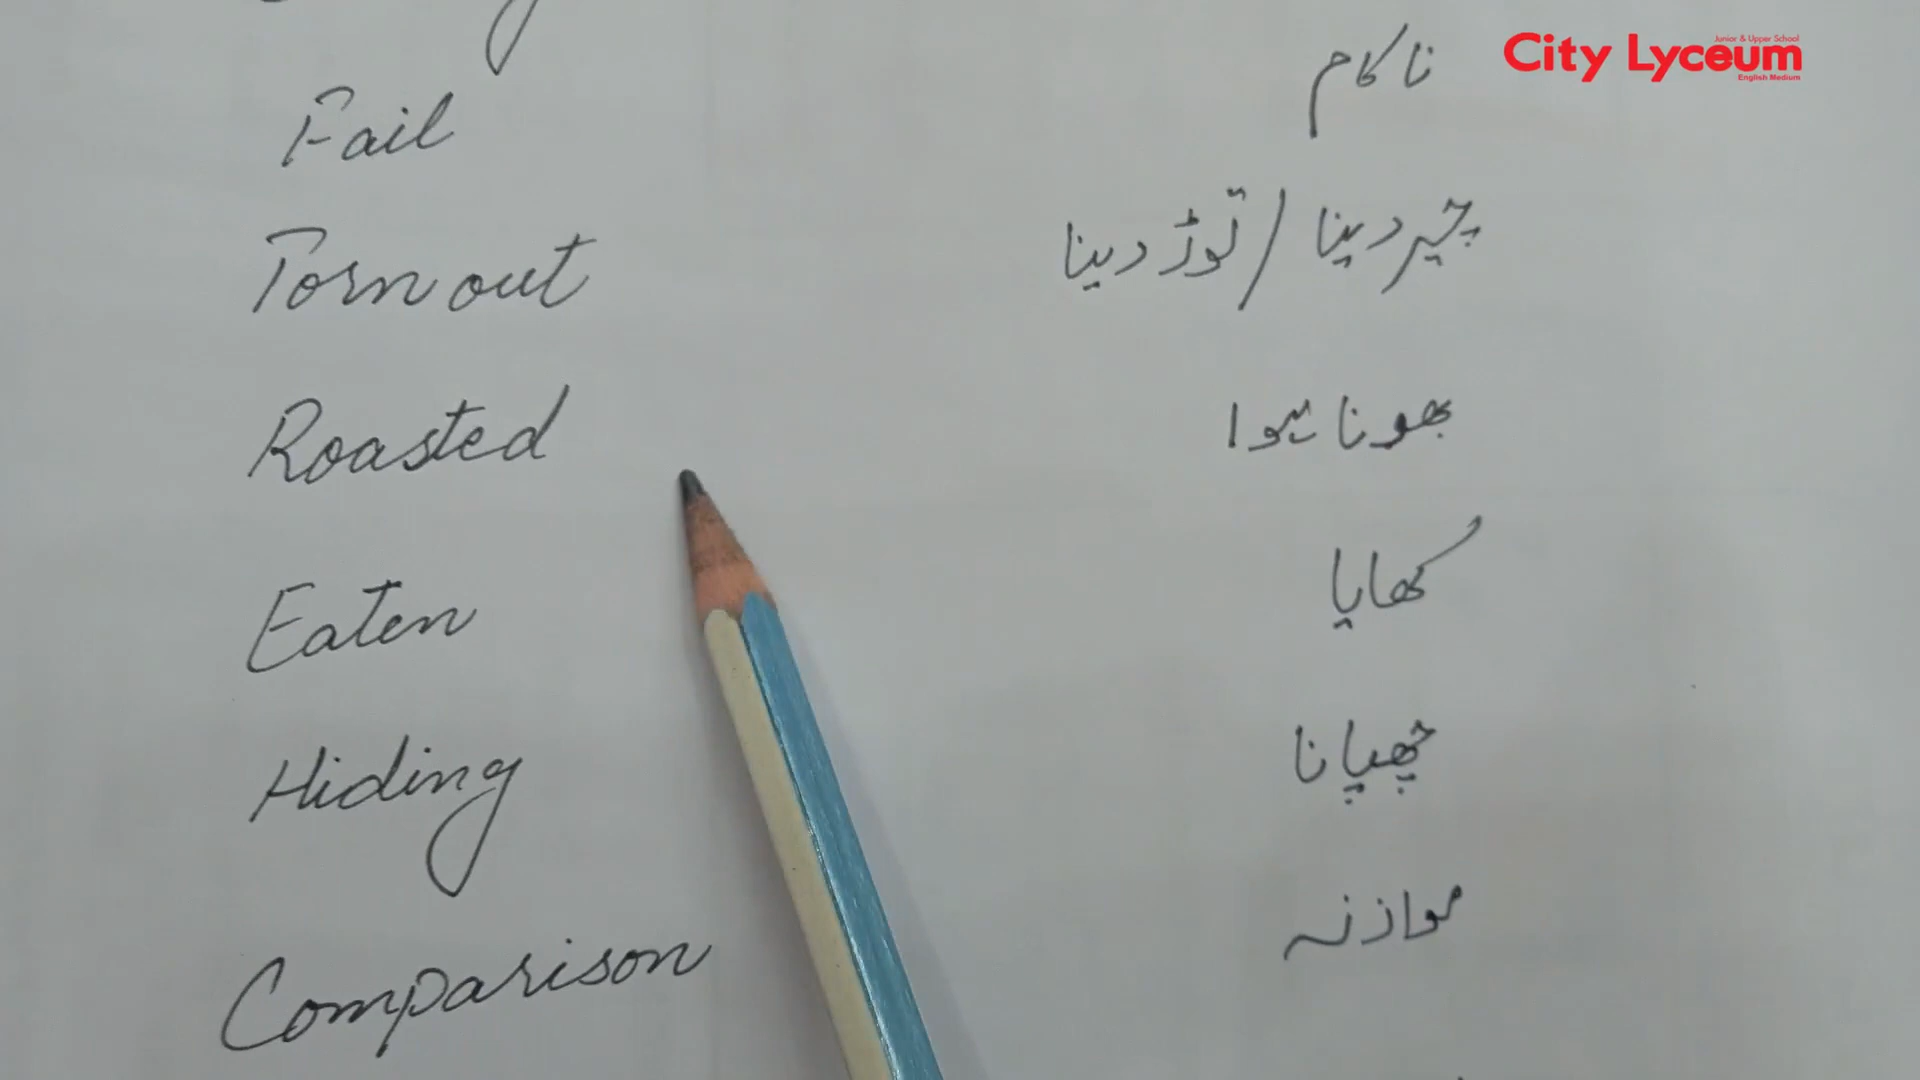 Junior & Upper School
City Lyceum
English Medium
Fail ناکام
Torn out چیر دینا / توڑ دینا
Roasted بھونا ہوا
Eaten کھایا
Hiding چھپانا
Comparison موازنہ